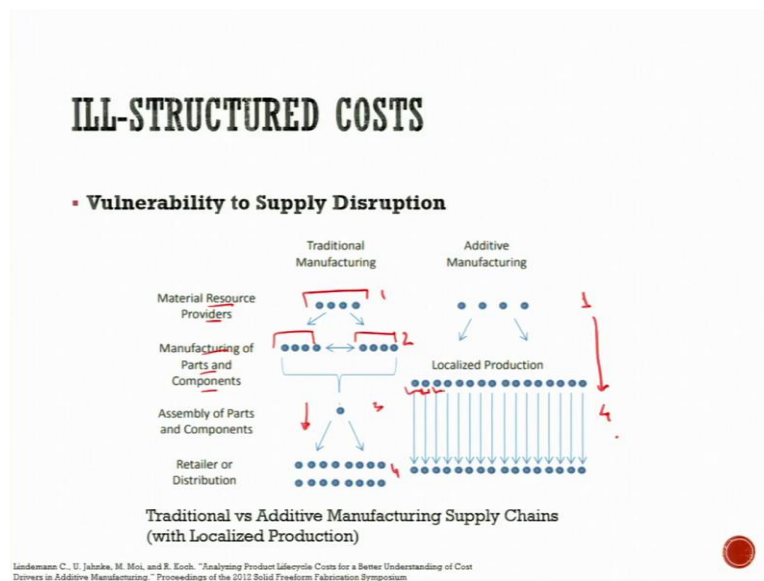 ILL-STRUCTURED COSTS
▪ Vulnerability to Supply Disruption
Traditional
Manufacturing
Additive
Manufacturing
Material Resource
Providers
1
1
Manufacturing of
Parts and
Components
2
Localized Production
Assembly of Parts
and Components
3
4
Retailer or
Distribution
4
Traditional vs Additive Manufacturing Supply Chains
(with Localized Production)
Lindemann C., U. Jahnke, M. Moi, and R. Koch. "Analyzing Product Lifecycle Costs for a Better Understanding of Cost
Drivers in Additive Manufacturing." Proceedings of the 2012 Solid Freeform Fabrication Symposium